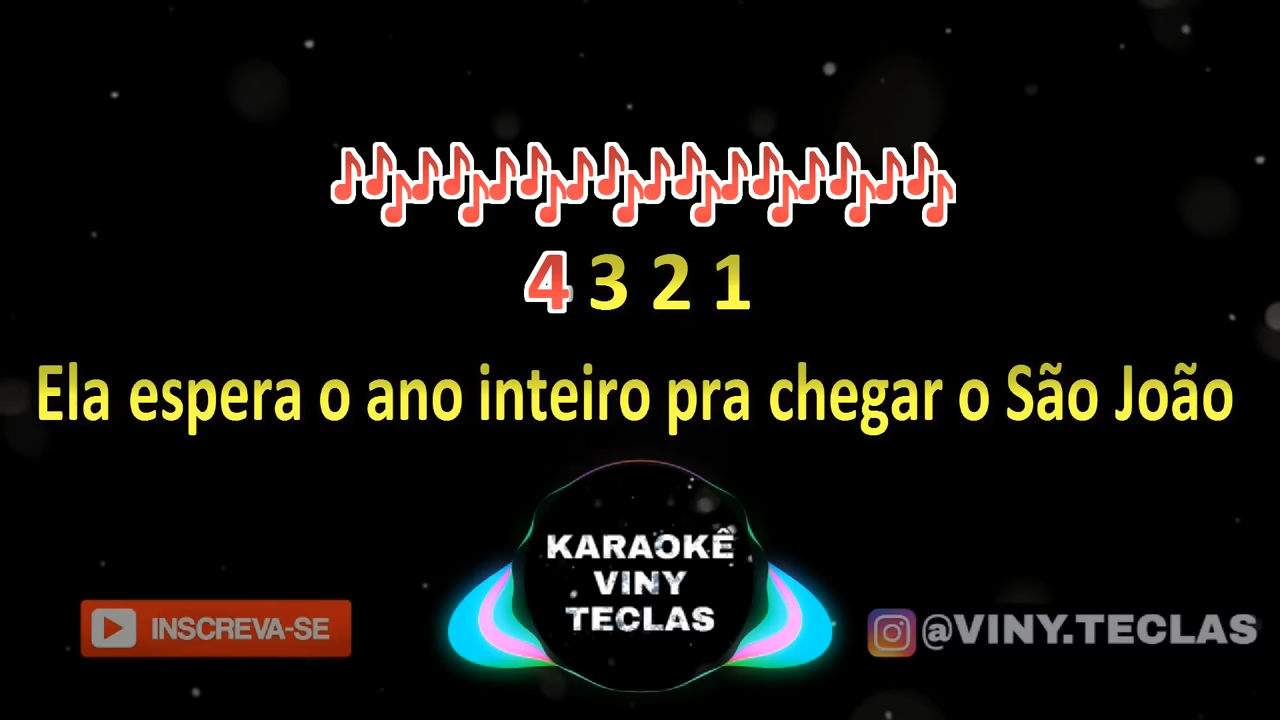 4 3 2 1
Ela espera o ano inteiro pra chegar o São João
KARAOKÊ
VINY
TECLAS
INSCREVA-SE
@VINY.TECLAS